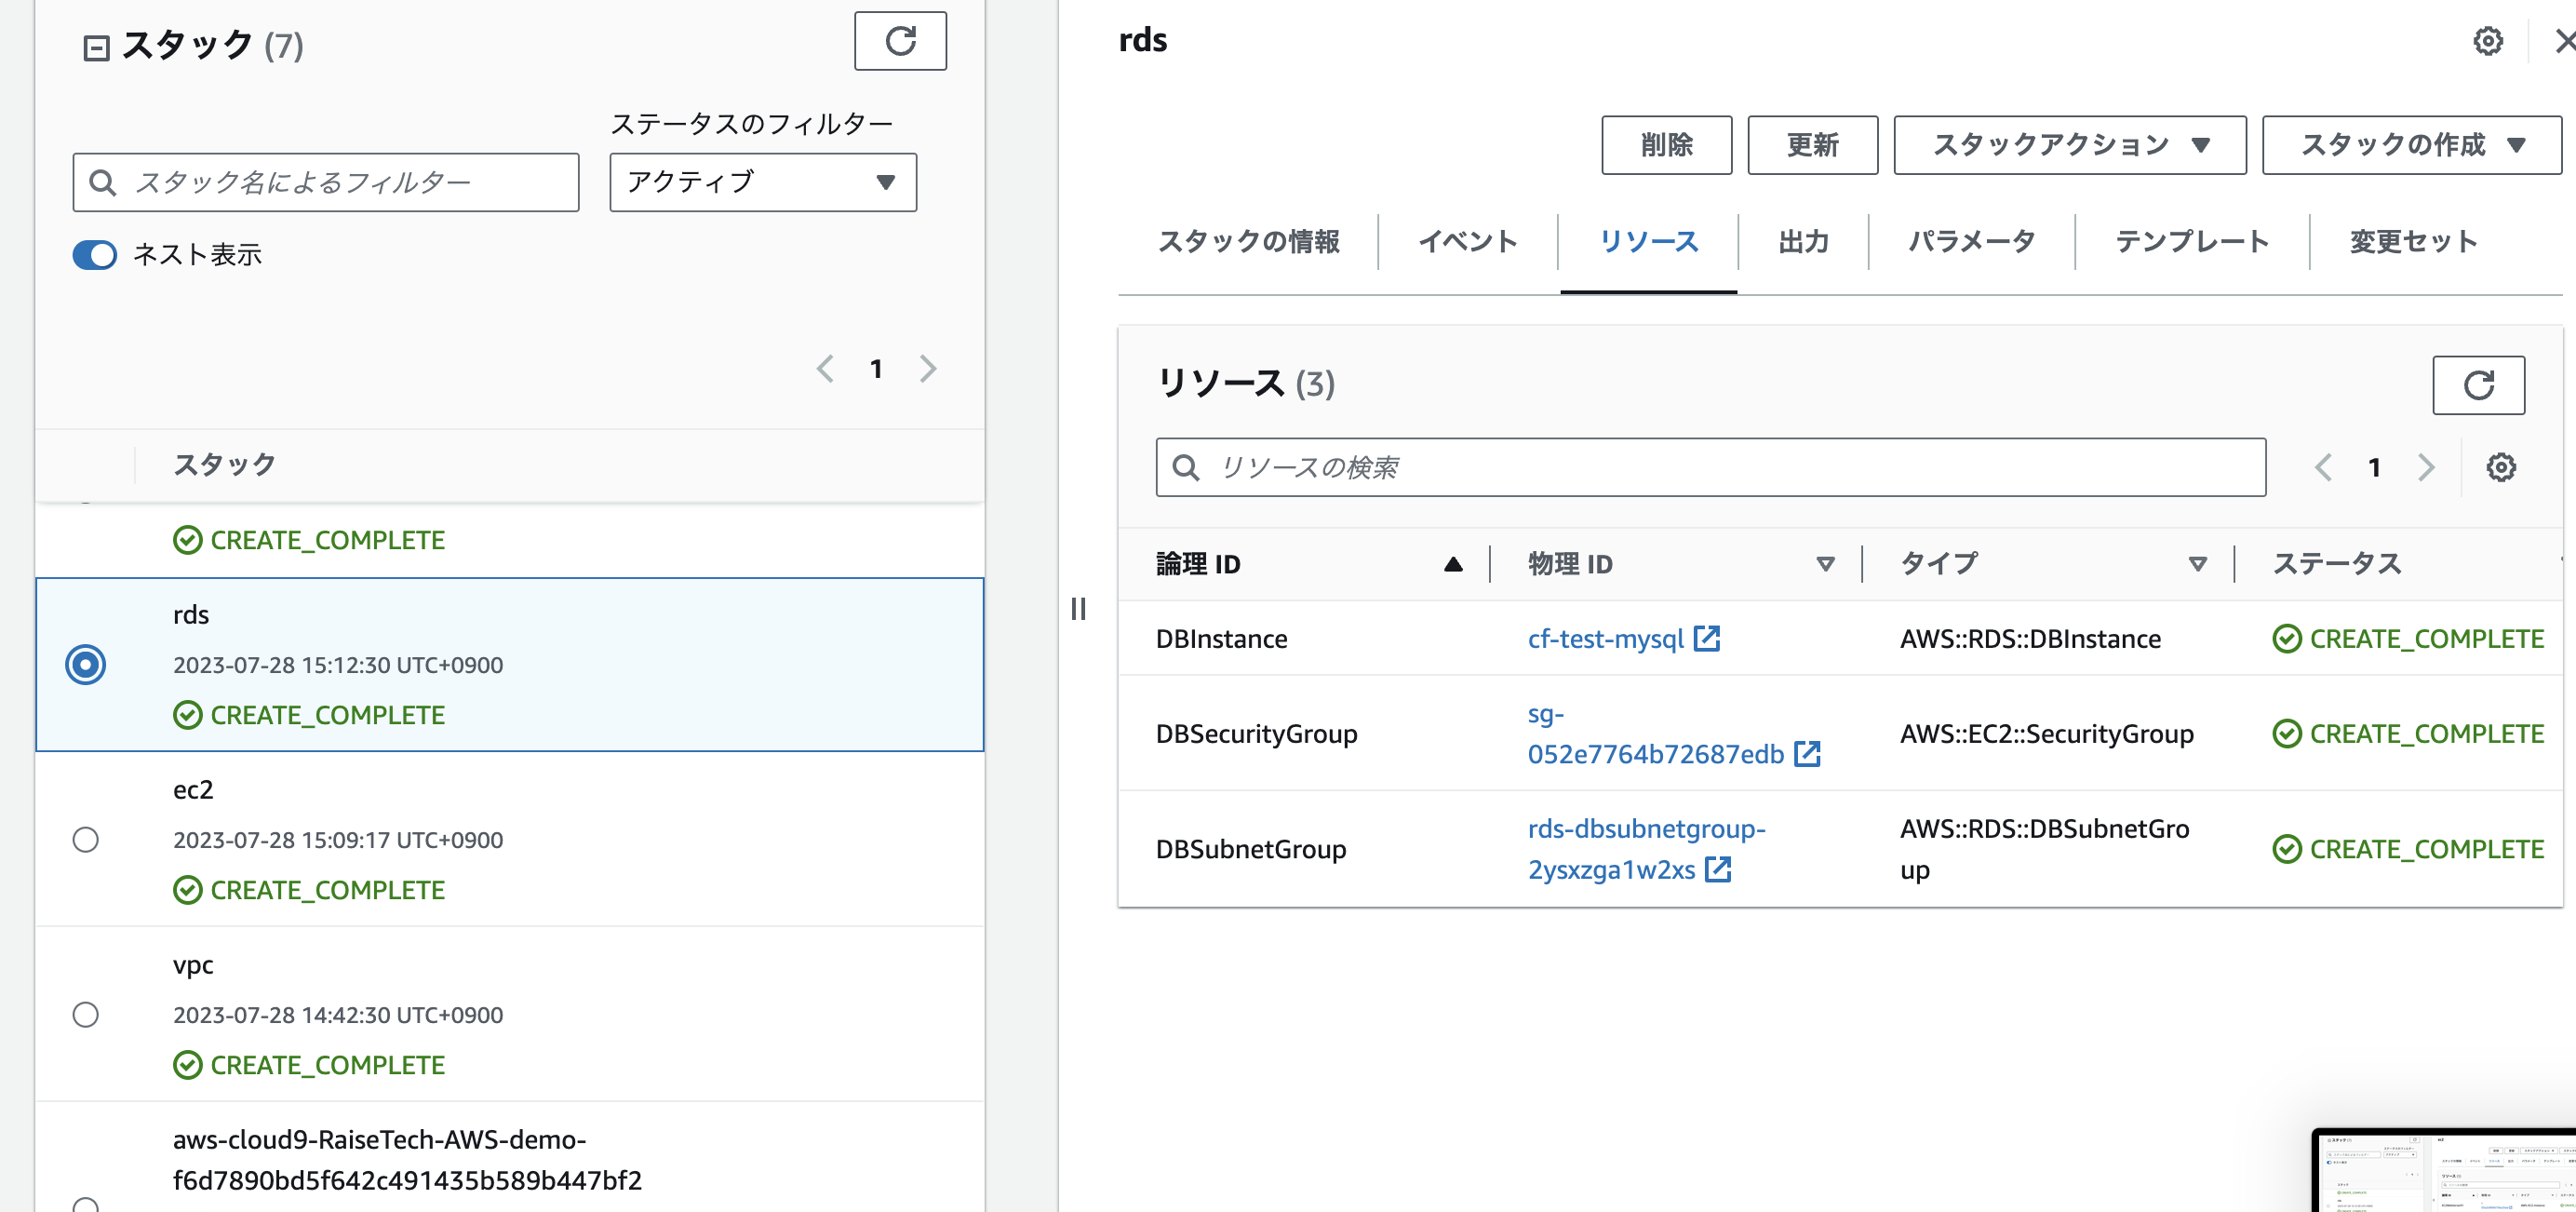 スタック (7)
ステータスのフィルター
スタック名によるフィルター
アクティブ
ネスト表示
1
スタック
CREATE_COMPLETE
rds
2023-07-28 15:12:30 UTC+0900
CREATE_COMPLETE
ec2
2023-07-28 15:09:17 UTC+0900
CREATE_COMPLETE
vpc
2023-07-28 14:42:30 UTC+0900
CREATE_COMPLETE
aws-cloud9-RaiseTech-AWS-demo-
f6d7890bd5f642c491435b589b447bf2
rds
削除 更新 スタックアクション スタックの作成
スタックの情報 イベント リソース 出力 パラメータ テンプレート 変更セット
リソース (3)
リソースの検索
1
論理 ID 物理 ID タイプ ステータス
DBInstance cf-test-mysql AWS::RDS::DBInstance CREATE_COMPLETE
DBSecurityGroup sg-
052e7764b72687edb AWS::EC2::SecurityGroup CREATE_COMPLETE
DBSubnetGroup rds-dbsubnetgroup-
2ysxzga1w2xs AWS::RDS::DBSubnetGro
up CREATE_COMPLETE